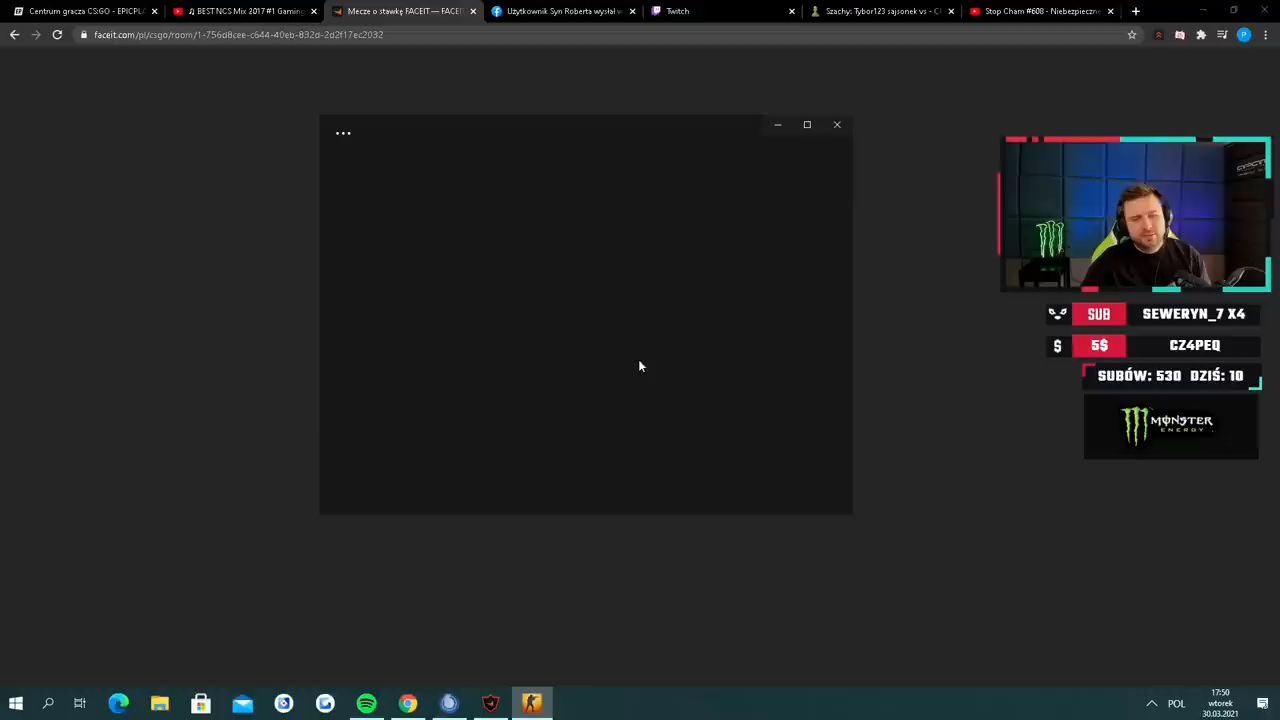 Centrum gracza CS:GO - EPICPLA
♫ BEST NCS Mix 2017 #1 Gaming
Mecze o stawkę FACEIT — FACEI
Użytkownik Syn Roberta wysłał w
Twitch
Szachy: Tybor123 sajsonek vs - C
Stop Cham #608 - Niebezpieczne
faceit.com/pl/csgo/room/1-756d8cee-c644-40eb-832d-2d2f17ec2032
P
SUB SEWERYN_7 X4
$ 5$ CZ4PEQ
SUBÓW: 530 DZIŚ: 10
MONSTER
ENERGY
POL
17:50
wtorek
30.03.2021